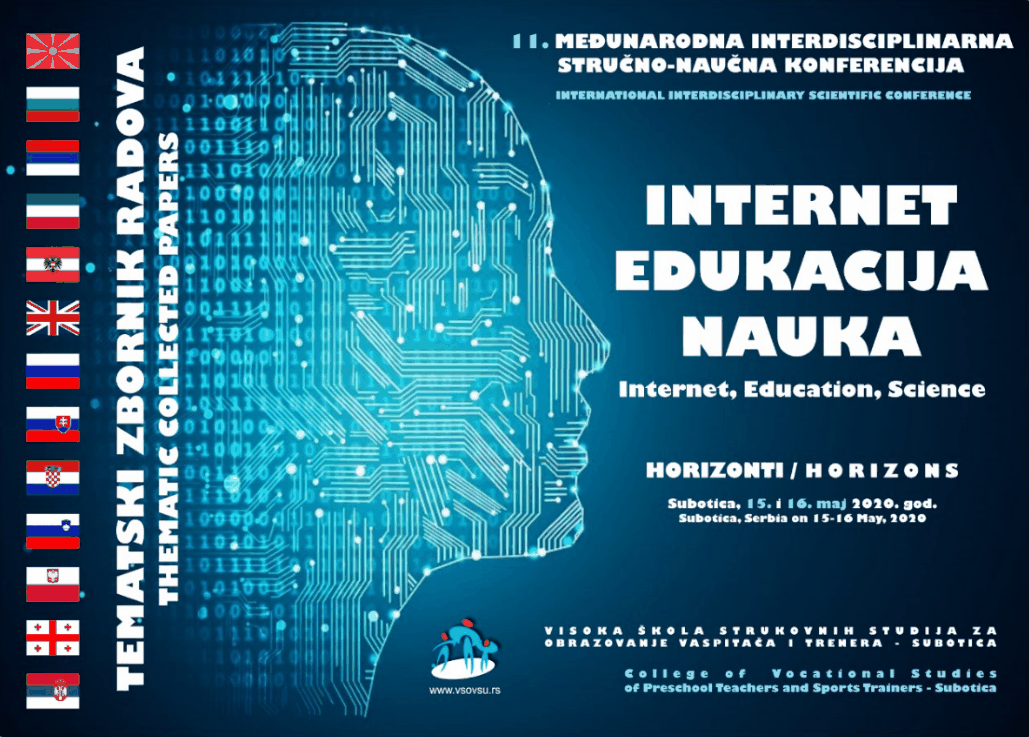 TEMATSKI ZBORNIK RADOVA
THEMATIC COLLECTED PAPERS
11. MEĐUNARODNA INTERDISCIPLINARNA
STRUČNO-NAUČNA KONFERENCIJA
INTERNATIONAL INTERDISCIPLINARY SCIENTIFIC CONFERENCE
INTERNET
EDUKACIJA
NAUKA
Internet, Education, Science
HORIZONTI / HORIZONS
Subotica, 15. i 16. maj 2020. god.
Subotica, Serbia on 15-16 May, 2020
VISOKA ŠKOLA STRUKOVNIH STUDIJA ZA
OBRAZOVANJE VASPITAČA I TRENERA - SUBOTICA
College of Vocational Studies
of Preschool Teachers and Sports Trainers - Subotica
www.vsovsu.rs